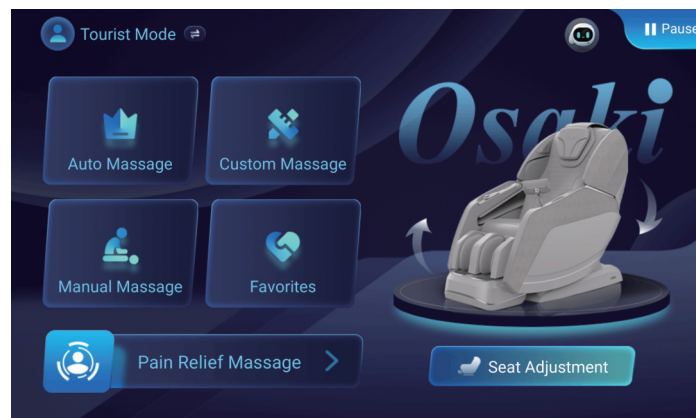 Tourist Mode
Pause
Osaki
Auto Massage
Custom Massage
Manual Massage
Favorites
Pain Relief Massage
Seat Adjustment